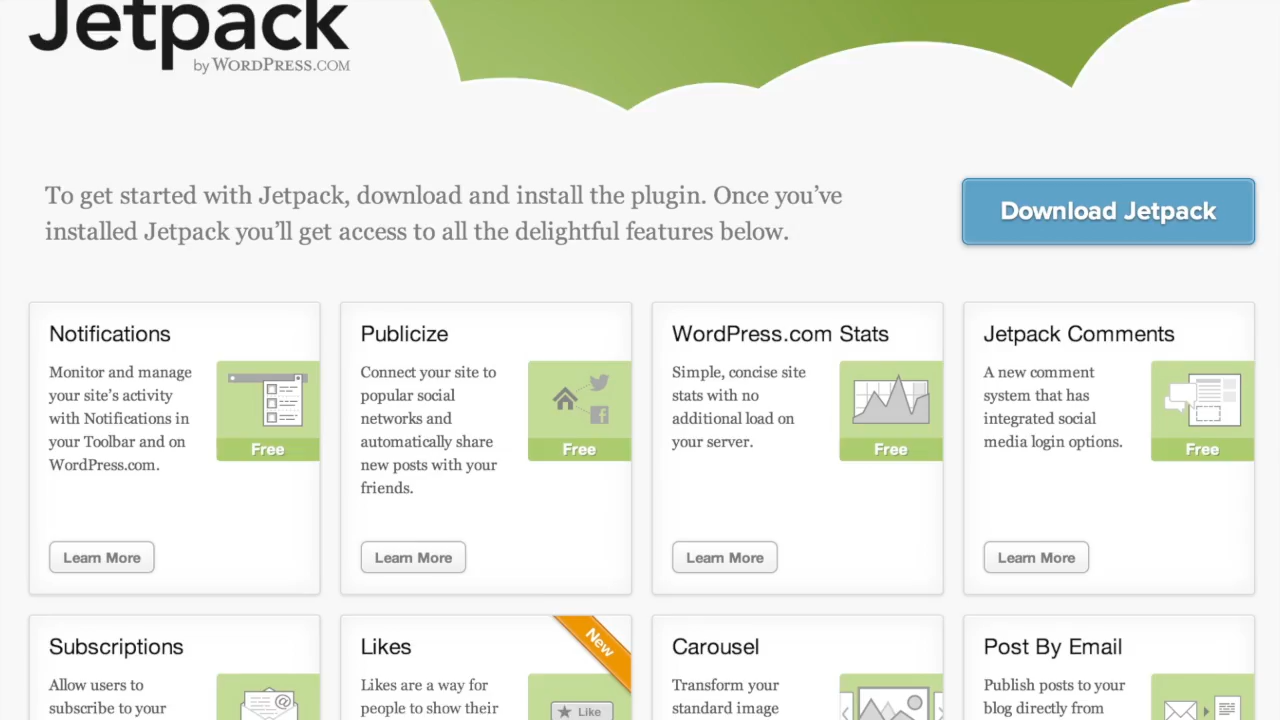 Jetpack
by WORDPRESS.COM
To get started with Jetpack, download and install the plugin. Once you’ve
installed Jetpack you’ll get access to all the delightful features below.
Download Jetpack
Notifications
Monitor and manage
your site’s activity
with Notifications in
your Toolbar and on
WordPress.com.
Free
Learn More
Publicize
Connect your site to
popular social
networks and
automatically share
new posts with your
friends.
Free
Learn More
WordPress.com Stats
Simple, concise site
stats with no
additional load on
your server.
Free
Learn More
Jetpack Comments
A new comment
system that has
integrated social
media login options.
Free
Learn More
Subscriptions
Allow users to
subscribe to your
Likes
New
Likes are a way for
people to show their
Like
Carousel
Transform your
standard image
Post By Email
Publish posts to your
blog directly from